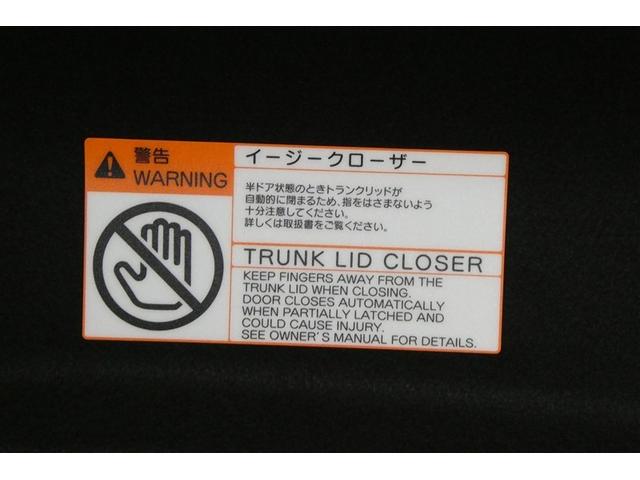 警告
WARNING
イージークローザー
半ドア状態のときトランクリッドが
自動的に閉まるため、指をはさまないよう
十分注意してください。
詳しくは取扱書をご覧ください。
TRUNK LID CLOSER
KEEP FINGERS AWAY FROM THE
TRUNK LID WHEN CLOSING.
DOOR CLOSES AUTOMATICALLY
WHEN PARTIALLY LATCHED AND
COULD CAUSE INJURY.
SEE OWNER'S MANUAL FOR DETAILS.